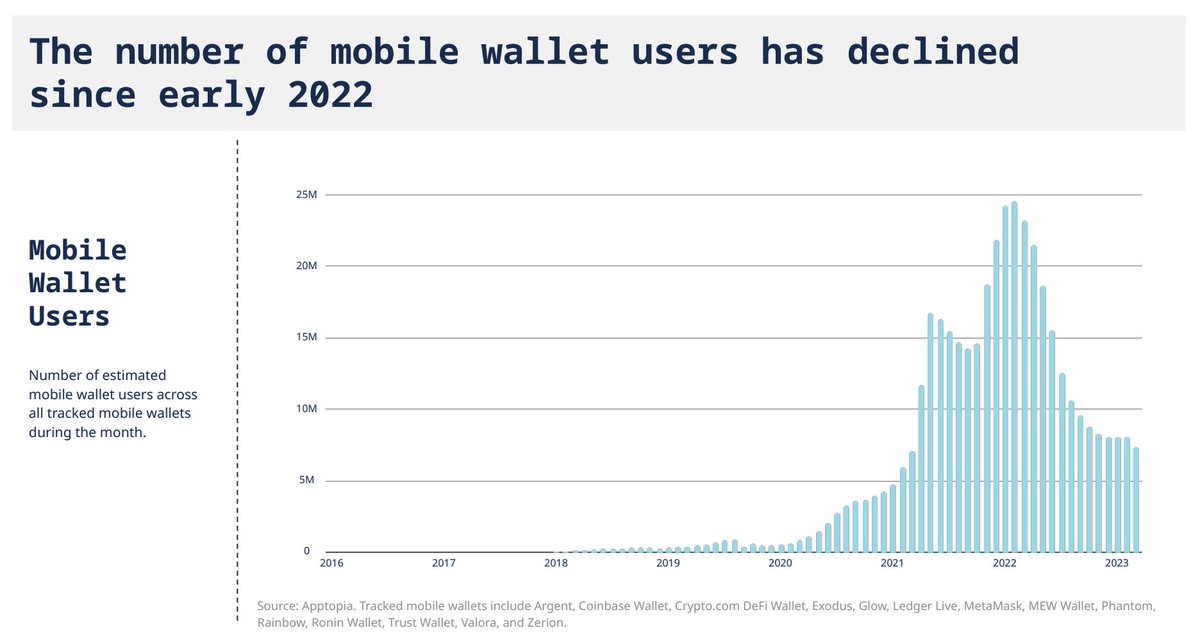 The number of mobile wallet users has declined
since early 2022
Mobile
Wallet
Users
Number of estimated
mobile wallet users across
all tracked mobile wallets
during the month.
25M
20M
15M
10M
5M
0
2016 2017 2018 2019 2020 2021 2022 2023
Source: Apptopia. Tracked mobile wallets include Argent, Coinbase Wallet, Crypto.com DeFi Wallet, Exodus, Glow, Ledger Live, MetaMask, MEW Wallet, Phantom,
Rainbow, Ronin Wallet, Trust Wallet, Valora, and Zerion.